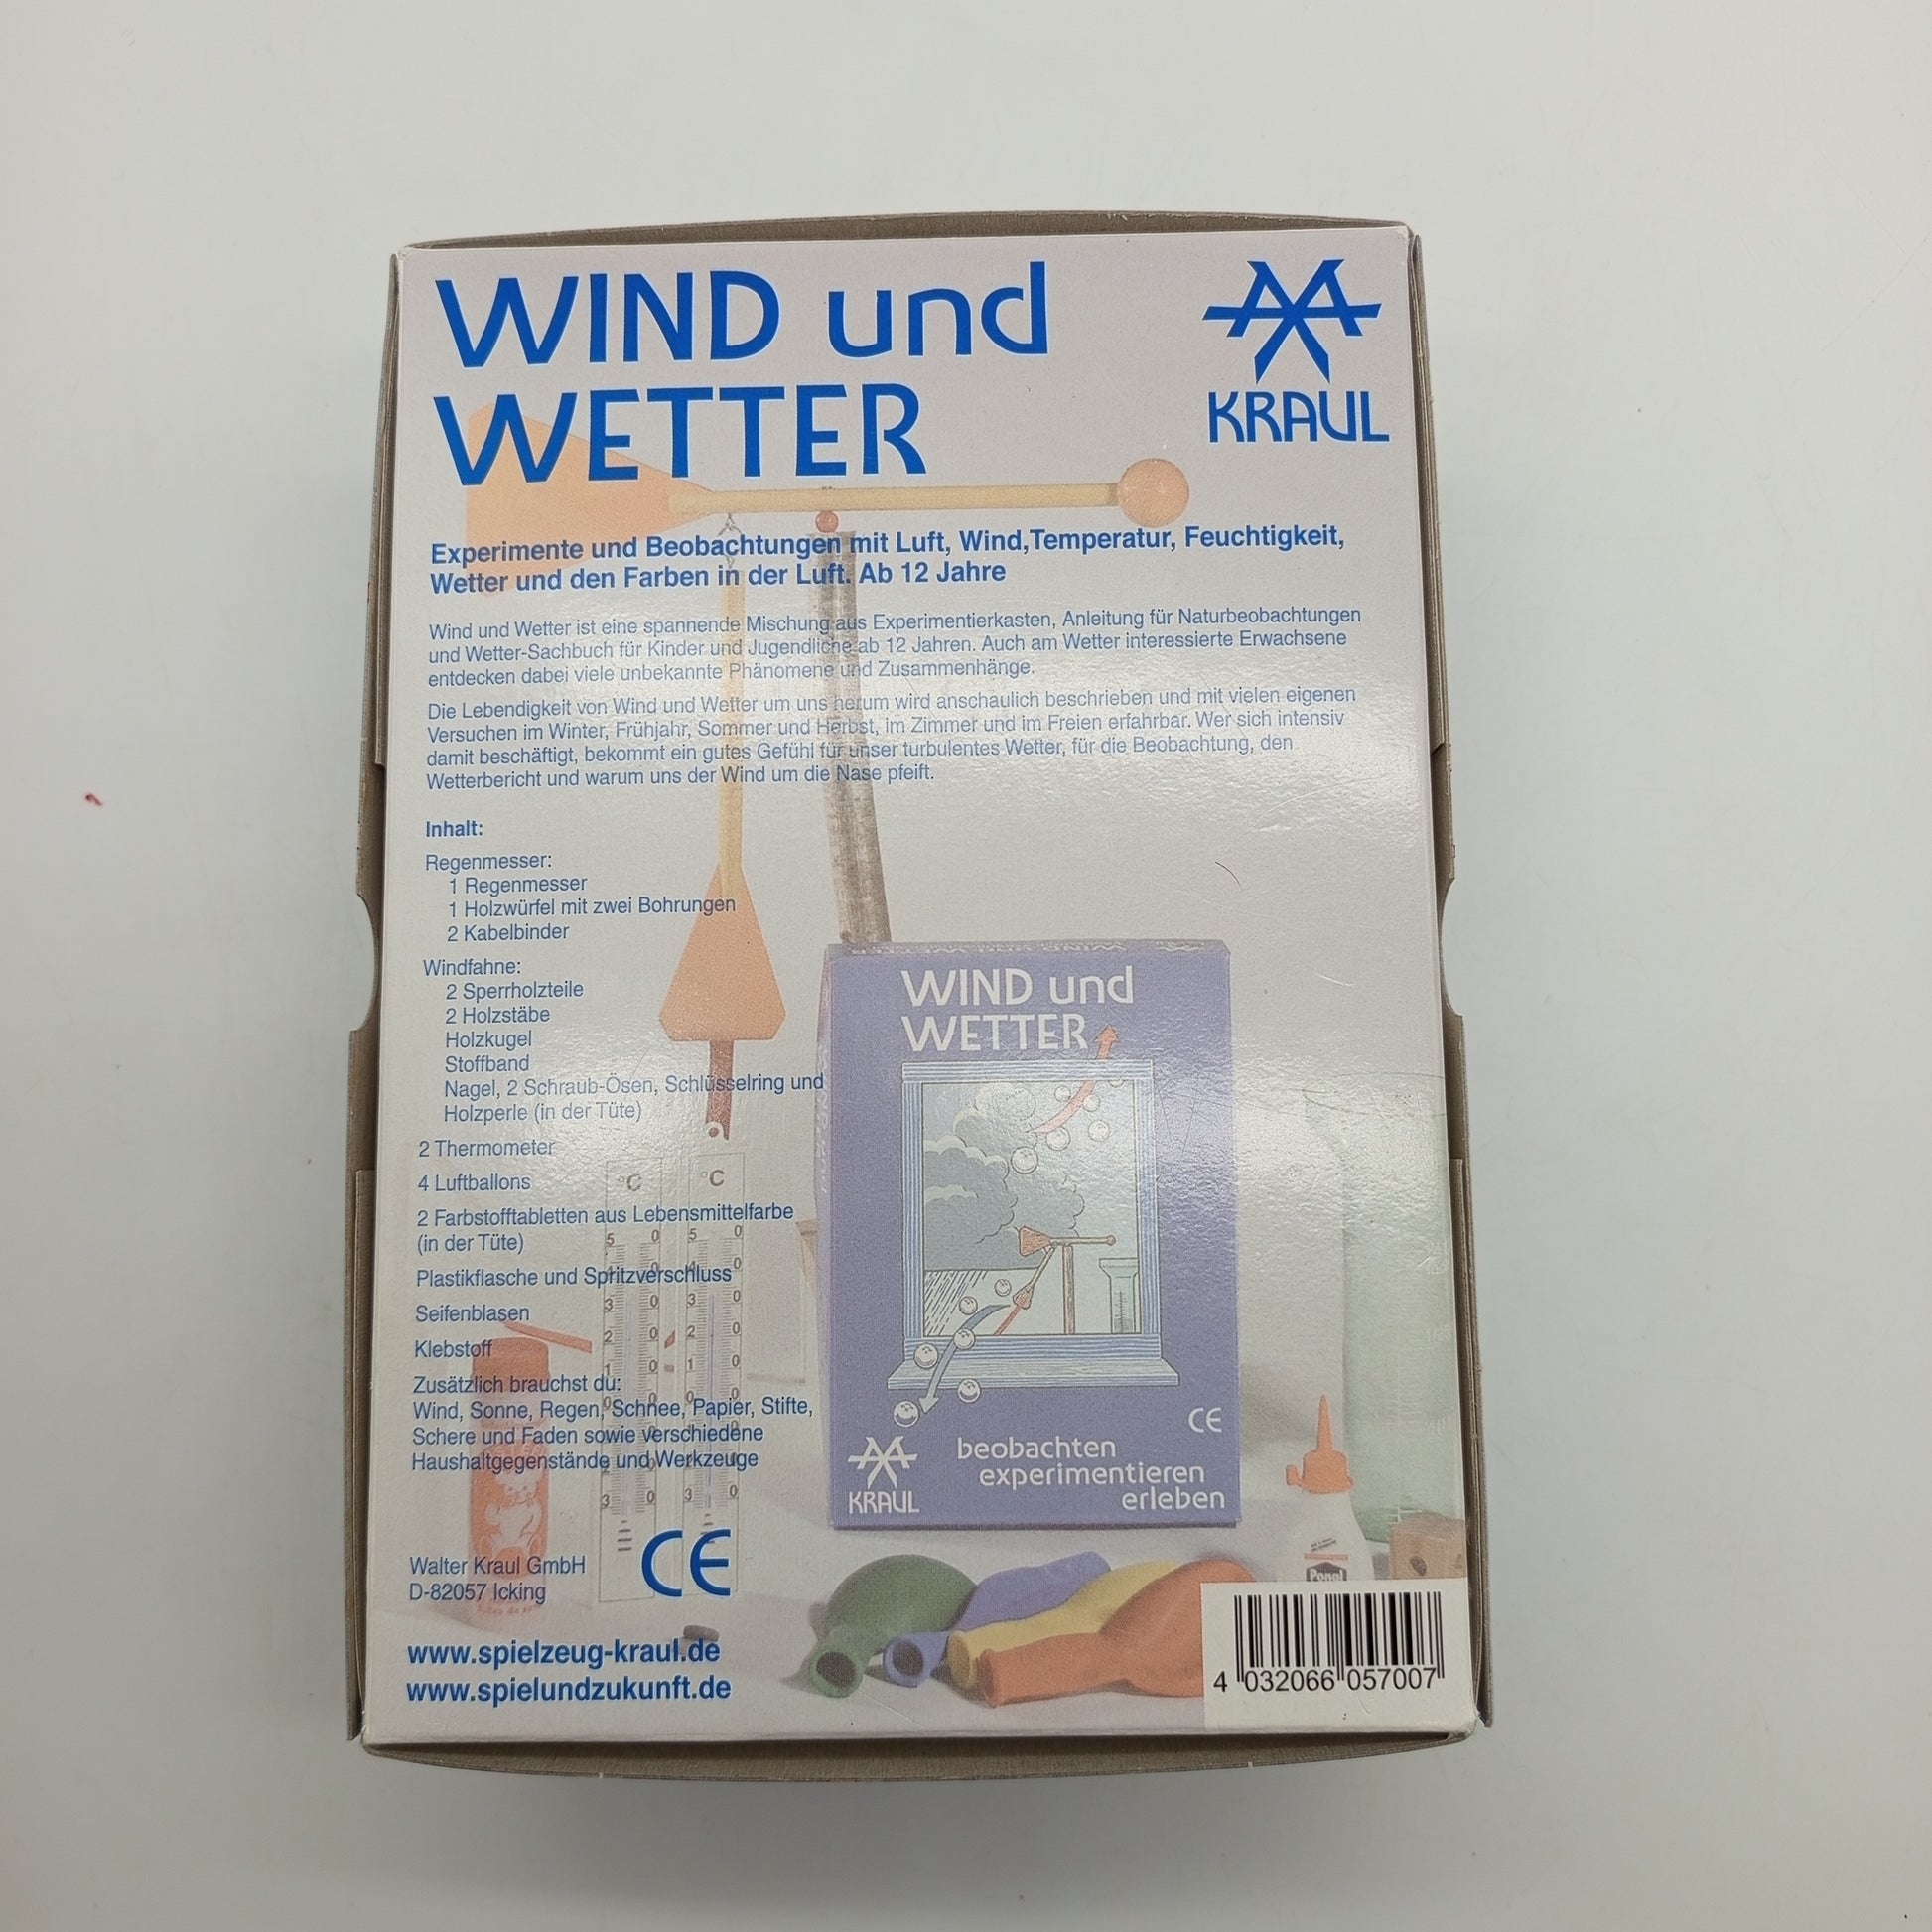 WIND und
WETTER
KRAUL
Experimente und Beobachtungen mit Luft, Wind,Temperatur, Feuchtigkeit,
Wetter und den Farben in der Luft. Ab 12 Jahre
Wind und Wetter ist eine spannende Mischung aus Experimentierkasten, Anleitung für Naturbeobachtungen
und Wetter-Sachbuch für Kinder und Jugendliche ab 12 Jahren. Auch am Wetter interessierte Erwachsene
entdecken dabei viele unbekannte Phänomene und Zusammenhänge.
Die Lebendigkeit von Wind und Wetter um uns herum wird anschaulich beschrieben und mit vielen eigenen
Versuchen im Winter, Frühjahr, Sommer und Herbst, im Zimmer und im Freien erfahrbar. Wer sich intensiv
damit beschäftigt, bekommt ein gutes Gefühl für unser turbulentes Wetter, für die Beobachtung, den
Wetterbericht und warum uns der Wind um die Nase pfeift.
Inhalt:
Regenmesser:
1 Regenmesser
1 Holzwürfel mit zwei Bohrungen
2 Kabelbinder
Windfahne:
2 Sperrholzteile
2 Holzstäbe
Holzkugel
Stoffband
Nagel, 2 Schraub-Ösen, Schlüsselring und
Holzperle (in der Tüte)
2 Thermometer
4 Luftballons
2 Farbstofftabletten aus Lebensmittelfarbe
(in der Tüte)
Plastikflasche und Spritzverschluss
Seifenblasen
Klebstoff
Zusätzlich brauchst du:
Wind, Sonne, Regen, Schnee, Papier, Stifte,
Schere und Faden sowie verschiedene
Haushaltgegenstände und Werkzeuge
Walter Kraul GmbH
D-82057 Icking
CE
www.spielzeug-kraul.de
www.spielundzukunft.de
°C
°C
WIND und
WETTER
CE
KRAUL
beobachten
experimentieren
erleben
Ponal
4 032066 057007